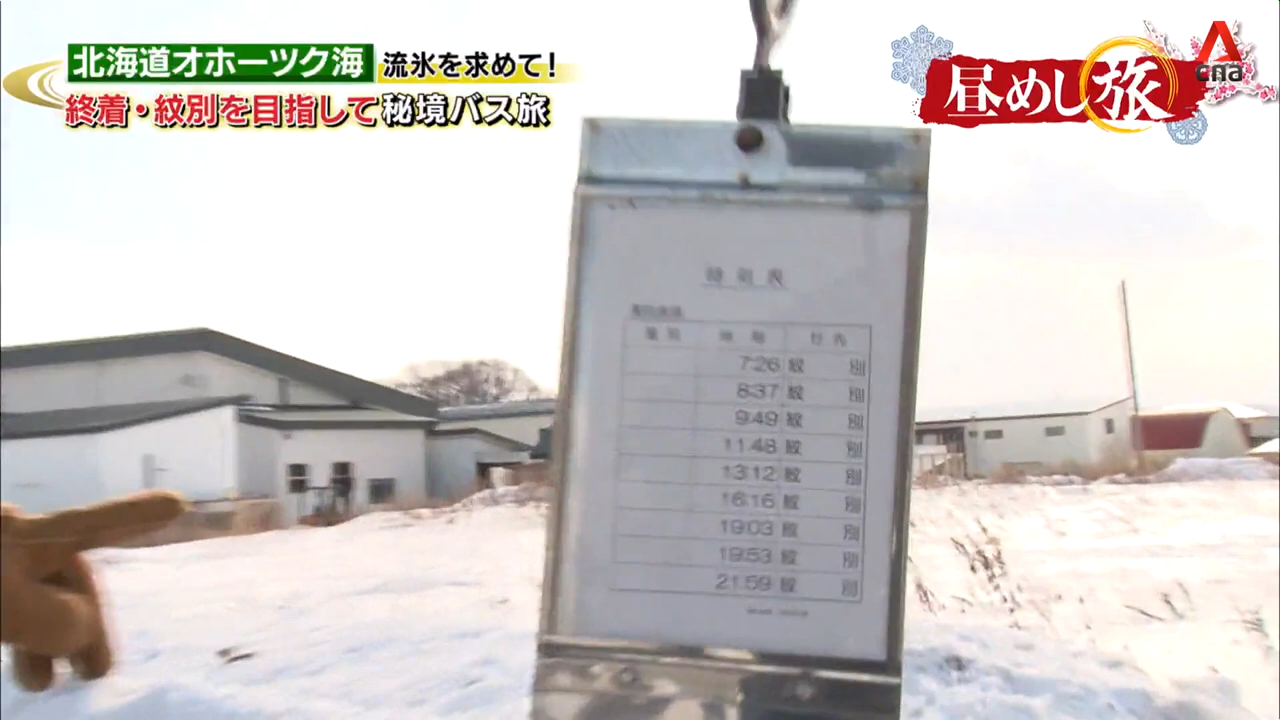 北海道オホーツク海 流氷を求めて!
終着・紋別を目指して秘境バス旅
昼めし旅
cna
時刻表
7:26 紋別
8:37 紋別
9:49 紋別
11:48 紋別
13:12 紋別
16:16 紋別
19:03 紋別
19:53 紋別
21:59 紋別